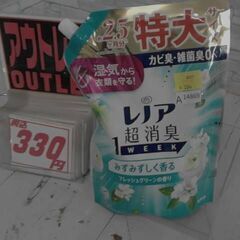 アウトレ
OUTLE
税込
330円
特大
カビ臭・雑菌臭0へ
湿気から
衣類を守る!
レノア
超消臭
1WEEK
みずみずしく香る
フレッシュグリーンの香り